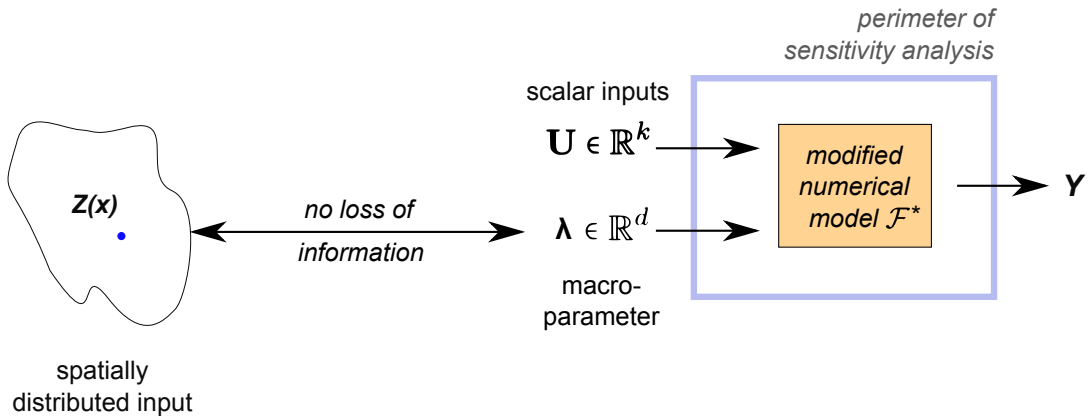 perimeter of
sensitivity analysis
scalar inputs
U ∈ ℝ^k
modified
numerical
model ℱ*
Y
Z(x)
no loss of
information
λ ∈ ℝ^d
macro-
parameter
spatially
distributed input